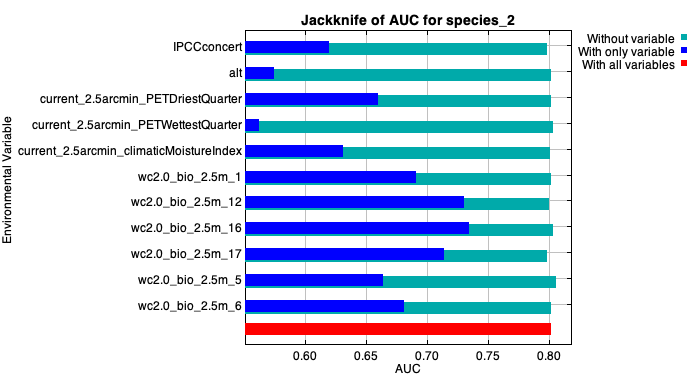 Jackknife of AUC for species_2
Without variable
With only variable
With all variables
Environmental Variable
IPCCconcert
alt
current_2.5arcmin_PETDriestQuarter
current_2.5arcmin_PETWettestQuarter
current_2.5arcmin_climaticMoistureIndex
wc2.0_bio_2.5m_1
wc2.0_bio_2.5m_12
wc2.0_bio_2.5m_16
wc2.0_bio_2.5m_17
wc2.0_bio_2.5m_5
wc2.0_bio_2.5m_6
0.60 0.65 0.70 0.75 0.80
AUC